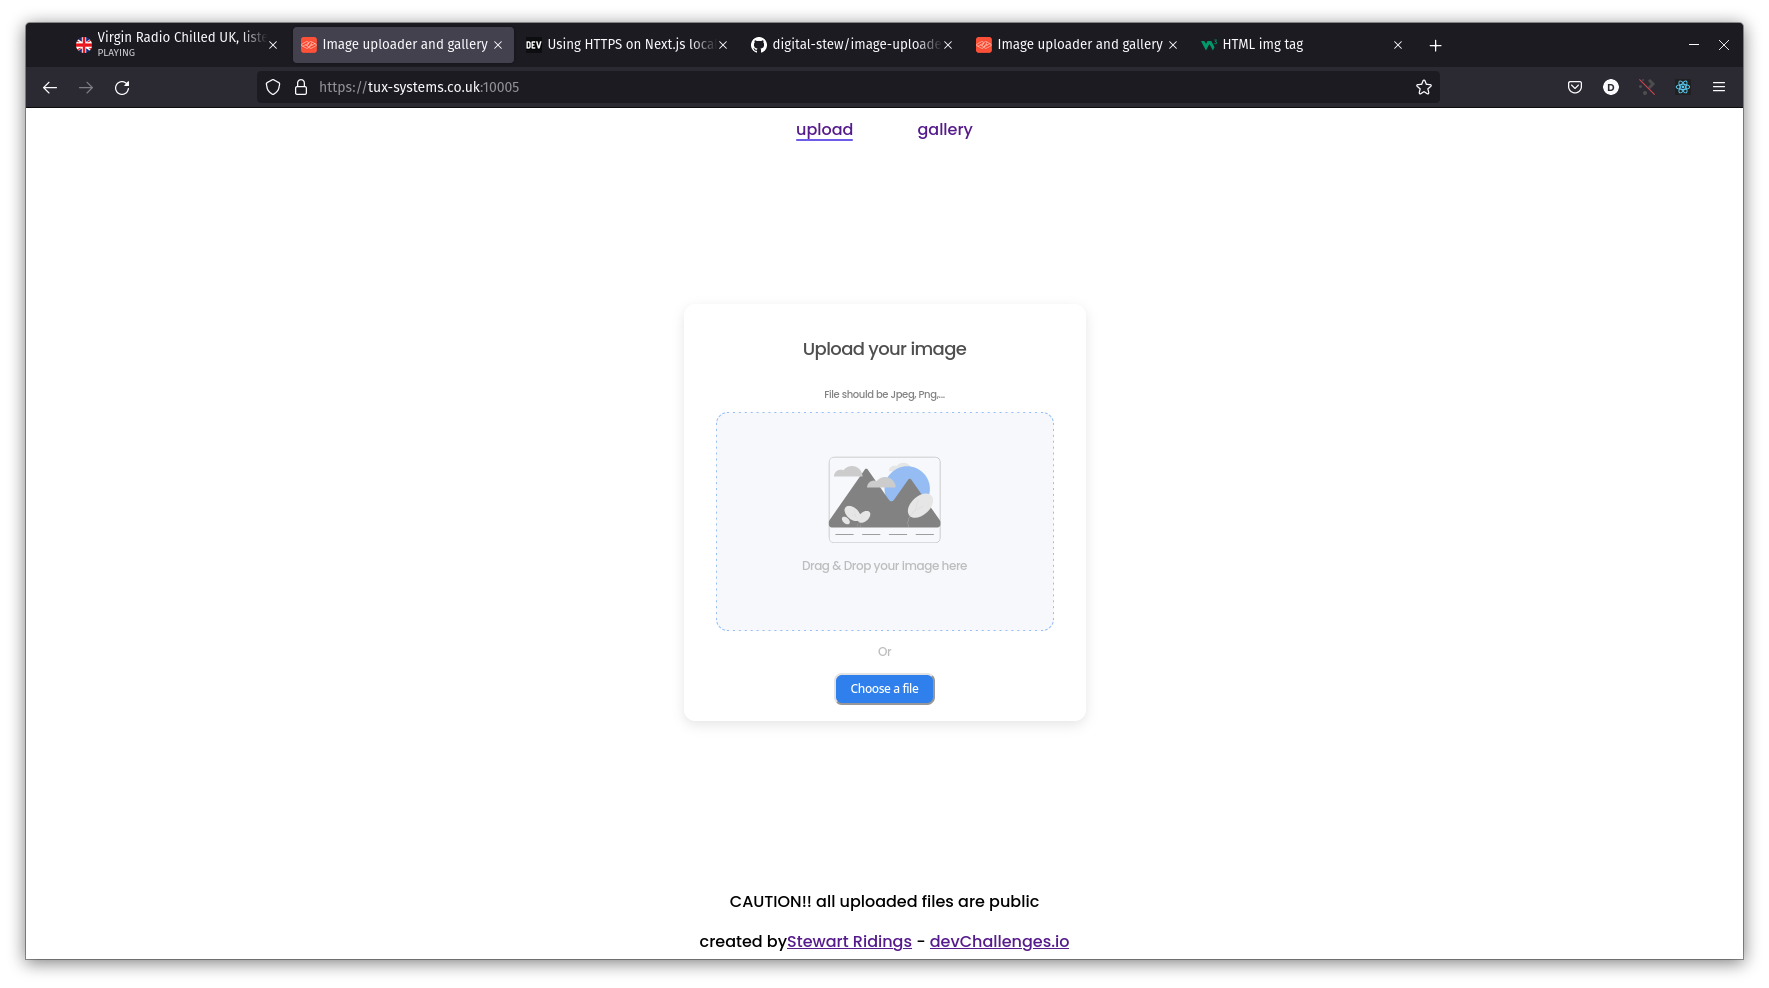 Virgin Radio Chilled UK, liste
PLAYING
Image uploader and gallery
DEV
Using HTTPS on Next.js loca
digital-stew/image-uploade
Image uploader and gallery
HTML img tag
https://tux-systems.co.uk:10005
D
upload
gallery
Upload your image
File should be Jpeg, Png,...
Drag & Drop your image here
Or
Choose a file
CAUTION!! all uploaded files are public
created byStewart Ridings - devChallenges.io